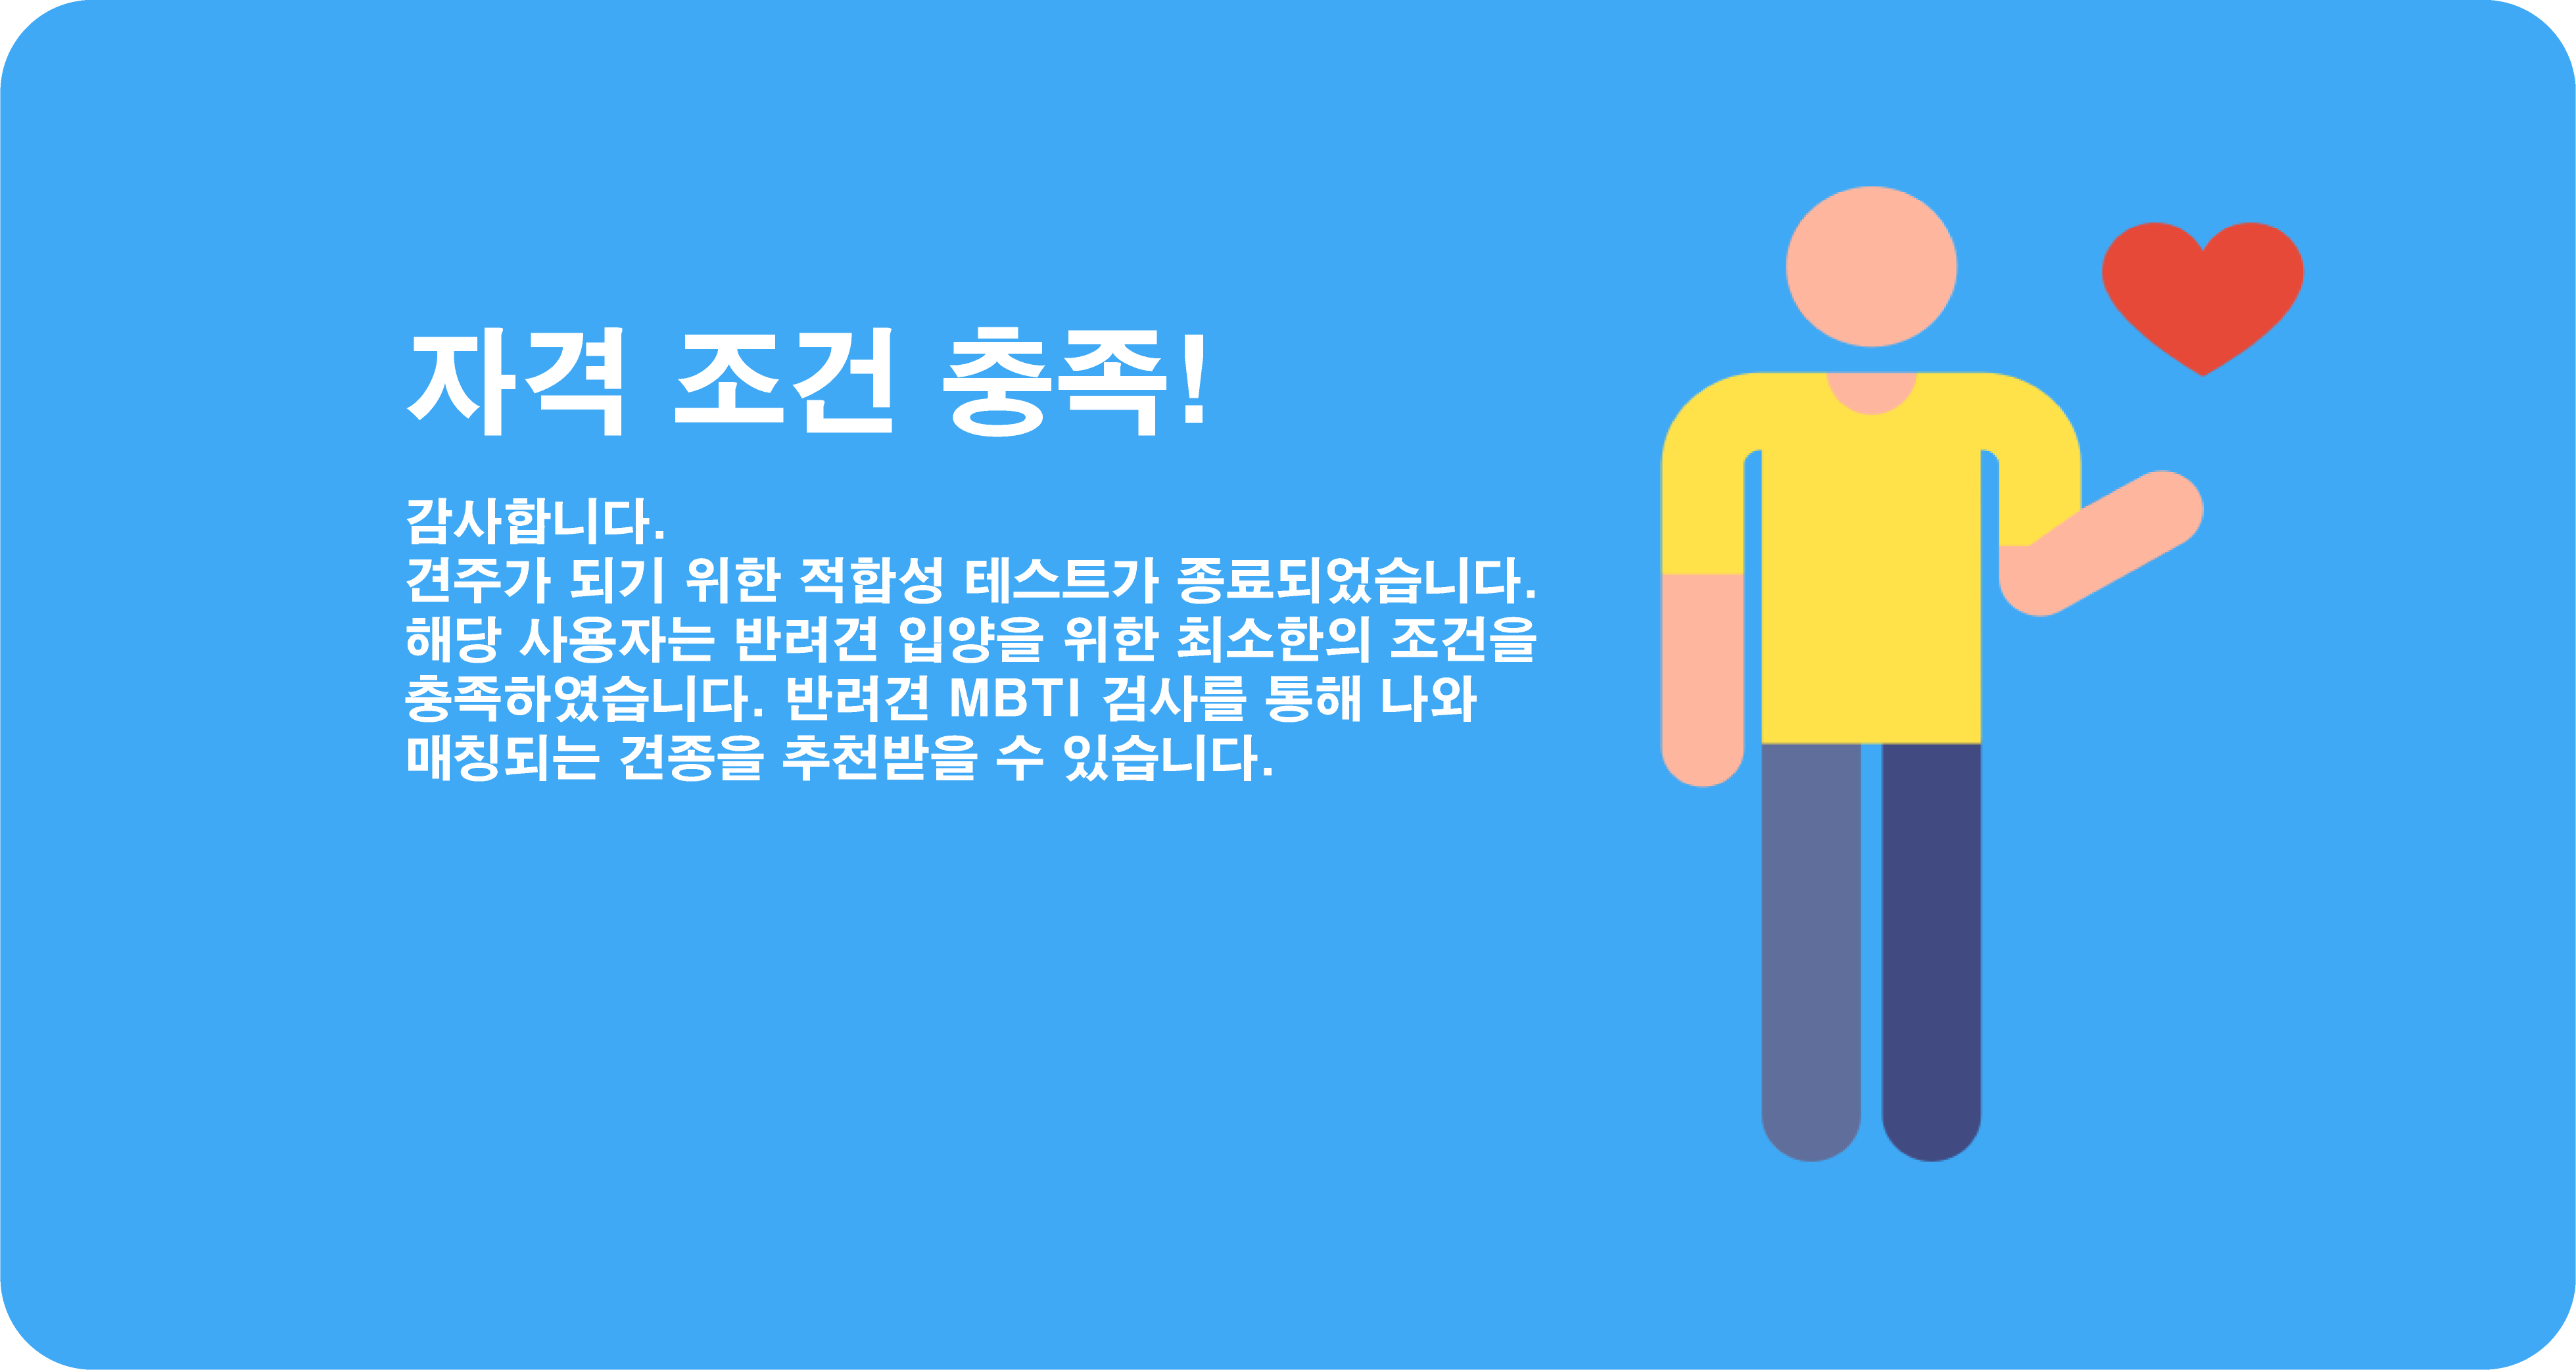 자격 조건 충족!
감사합니다.
견주가 되기 위한 적합성 테스트가 종료되었습니다.
해당 사용자는 반려견 입양을 위한 최소한의 조건을
충족하였습니다. 반려견 MBTI 검사를 통해 나와
매칭되는 견종을 추천받을 수 있습니다.